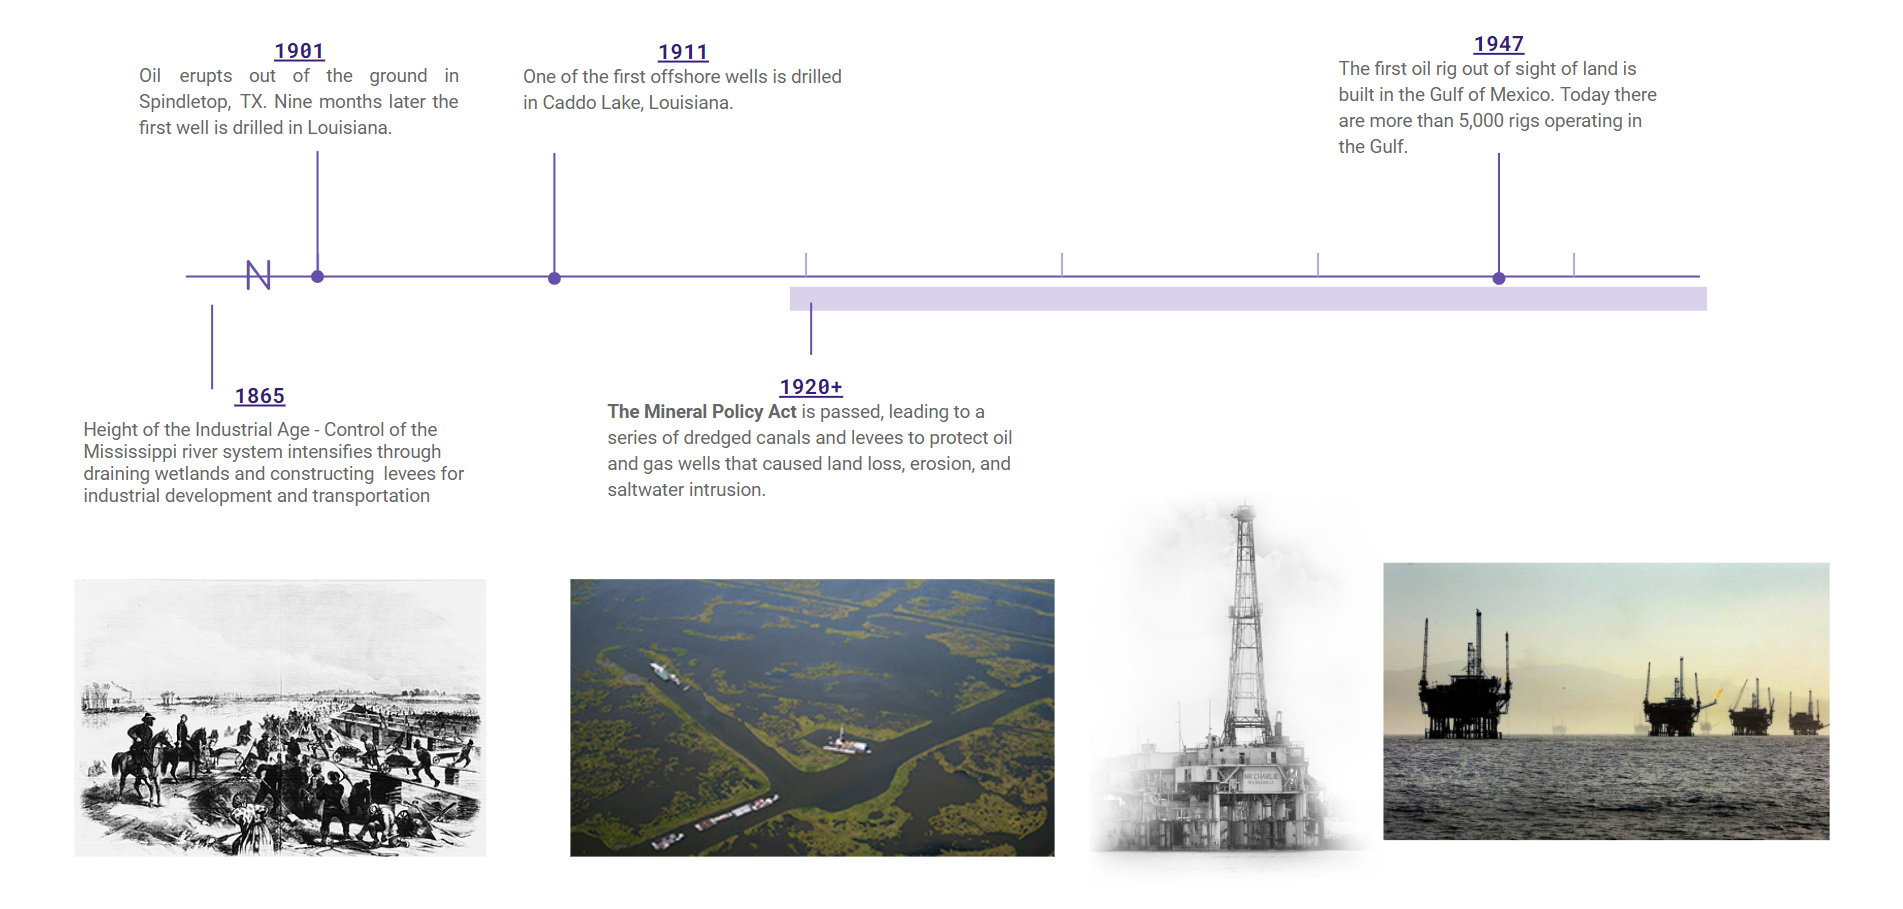 1901
Oil erupts out of the ground in
Spindletop, TX. Nine months later the
first well is drilled in Louisiana.
1911
One of the first offshore wells is drilled
in Caddo Lake, Louisiana.
1947
The first oil rig out of sight of land is
built in the Gulf of Mexico. Today there
are more than 5,000 rigs operating in
the Gulf.
N
1865
Height of the Industrial Age - Control of the
Mississippi river system intensifies through
draining wetlands and constructing  levees for
industrial development and transportation
1920+
The Mineral Policy Act is passed, leading to a
series of dredged canals and levees to protect oil
and gas wells that caused land loss, erosion, and
saltwater intrusion.
MR. CHARLIE